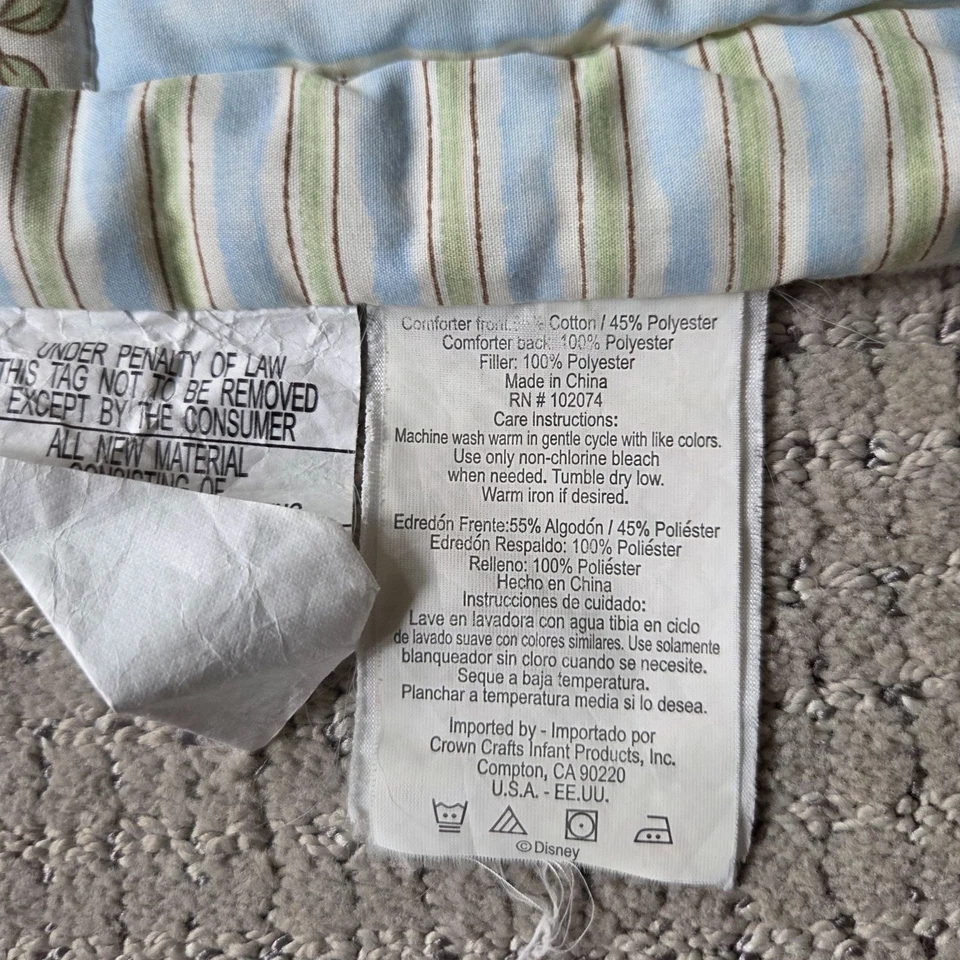 UNDER PENALTY OF LAW
THIS TAG NOT TO BE REMOVED
EXCEPT BY THE CONSUMER
ALL NEW MATERIAL
CONSISTING OF
Comforter front: Cotton / 45% Polyester
Comforter back: 100% Polyester
Filler: 100% Polyester
Made in China
RN # 102074
Care Instructions:
Machine wash warm in gentle cycle with like colors.
Use only non-chlorine bleach
when needed. Tumble dry low.
Warm iron if desired.
Edredón Frente:55% Algodón / 45% Poliéster
Edredón Respaldo: 100% Poliéster
Relleno: 100% Poliéster
Hecho en China
Instrucciones de cuidado:
Lave en lavadora con agua tibia en ciclo
de lavado suave con colores similares. Use solamente
blanqueador sin cloro cuando se necesite.
Seque a baja temperatura.
Planchar a temperatura media si lo desea.
Imported by - Importado por
Crown Crafts Infant Products, Inc.
Compton, CA 90220
U.S.A. - EE.UU.
©Disney